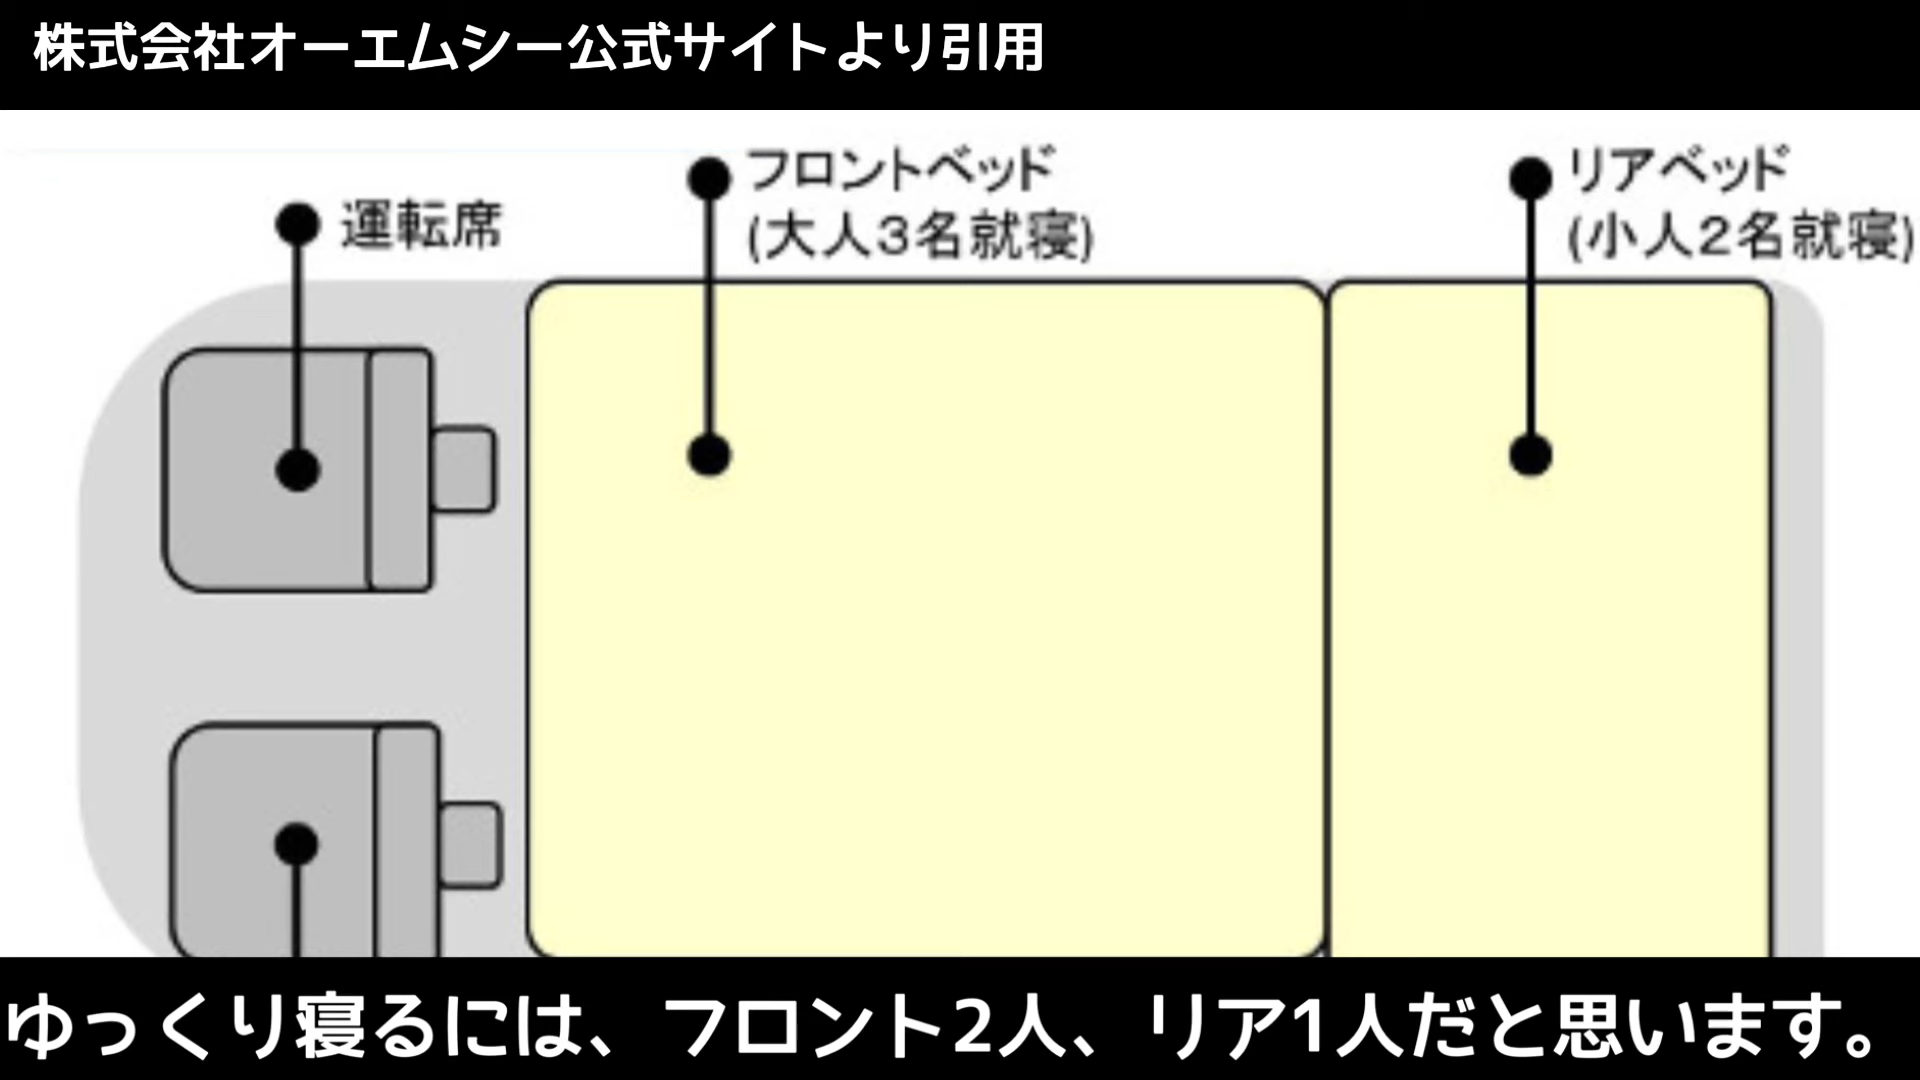 株式会社オーエムシー公式サイトより引用
運転席
フロントベッド
(大人3名就寝)
リアベッド
(小人2名就寝)
ゆっくり寝るには、フロント2人、リア1人だと思います。